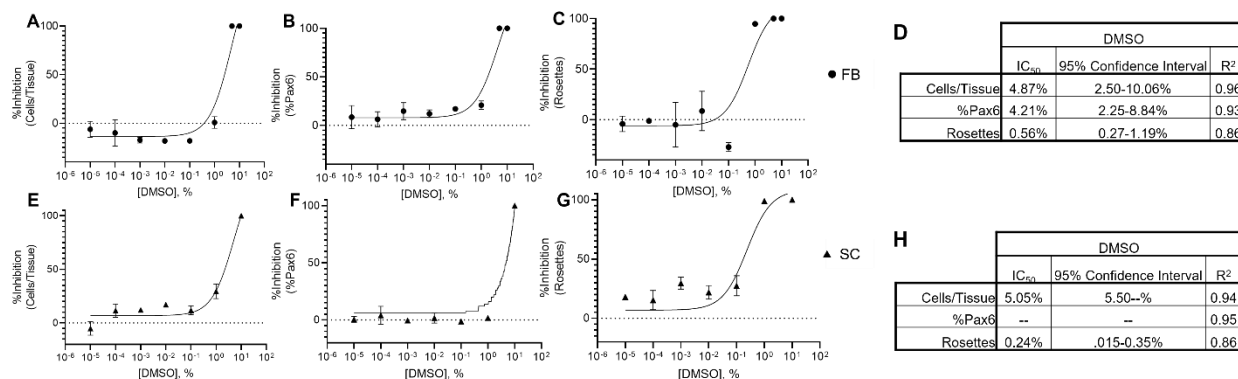 A
100
50
0
%Inhibition
(Cells/Tissue)
10-6 10-5 10-4 10-3 10-2 10-1 100 101 102
[DMSO], %
B
100
50
0
%Inhibition
(%Pax6)
10-6 10-5 10-4 10-3 10-2 10-1 100 101 102
[DMSO], %
C
100
50
0
%Inhibition
(Rosettes)
10-6 10-5 10-4 10-3 10-2 10-1 100 101 102
[DMSO], %
FB
D
DMSO
IC50 95% Confidence Interval R2
Cells/Tissue 4.87% 2.50-10.06% 0.96
%Pax6 4.21% 2.25-8.84% 0.93
Rosettes 0.56% 0.27-1.19% 0.86
E
100
50
0
%Inhibition
(Cells/Tissue)
10-6 10-5 10-4 10-3 10-2 10-1 100 101 102
[DMSO], %
F
100
50
0
%Inhibition
(%Pax6)
10-6 10-5 10-4 10-3 10-2 10-1 100 101 102
[DMSO], %
G
100
50
0
%Inhibition
(Rosettes)
10-6 10-5 10-4 10-3 10-2 10-1 100 101 102
[DMSO], %
SC
H
DMSO
IC50 95% Confidence Interval R2
Cells/Tissue 5.05% 5.50--% 0.94
%Pax6 -- -- 0.95
Rosettes 0.24% .015-0.35% 0.86